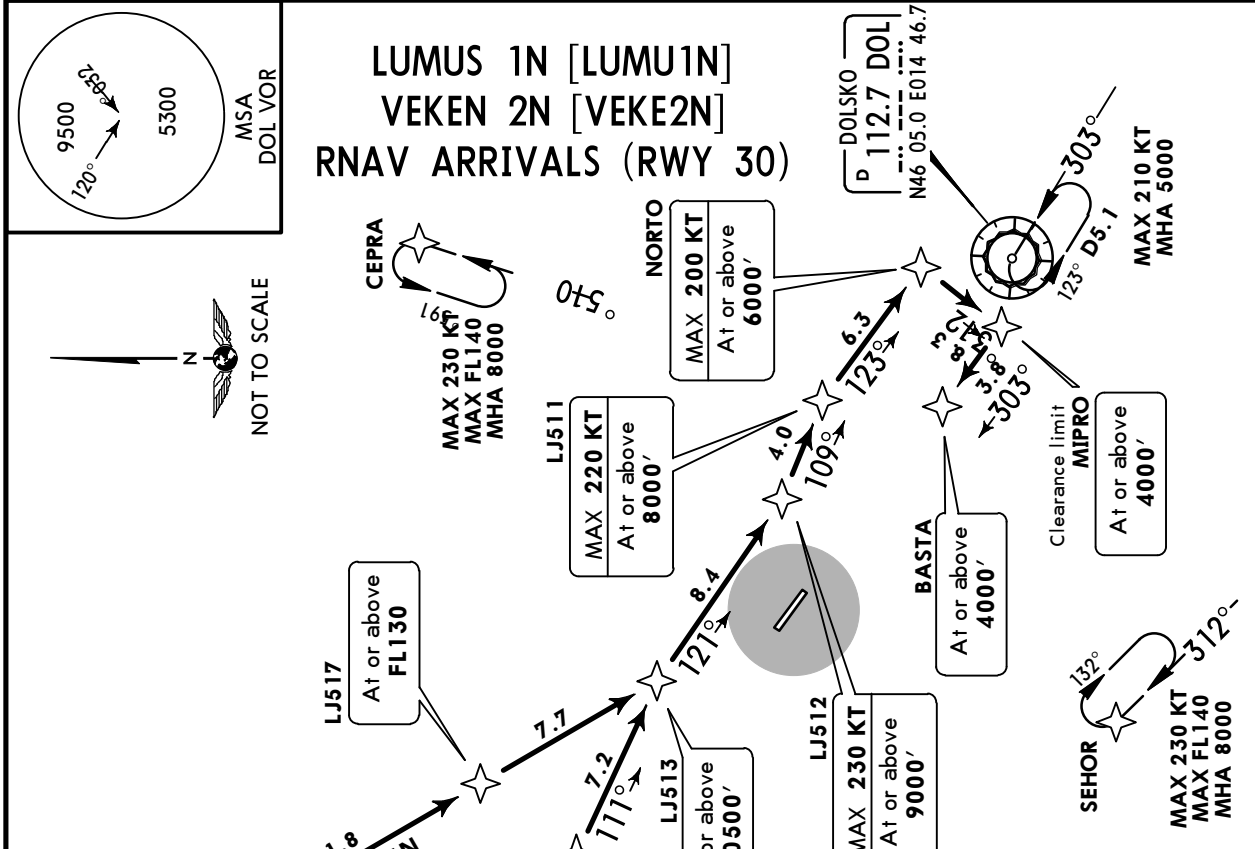 9500
5300
032°
120°
MSA
DOL VOR
LUMUS 1N [LUMU1N]
VEKEN 2N [VEKE2N]
RNAV ARRIVALS (RWY 30)
DOLSKO
D
112.7 DOL
N46 05.0 E014 46.7
303°
123° D5.1
MAX 210 KT
MHA 5000
N
NOT TO SCALE
CEPRA
195°
015°
MAX 230 KT
MAX FL140
MHA 8000
NORTO
MAX 200 KT
At or above
6000'
6.3
123°
3.8
303°
Clearance limit
MIPRO
At or above
4000'
LJ511
MAX 220 KT
At or above
8000'
4.0
109°
BASTA
At or above
4000'
8.4
121°
LJ517
At or above
FL130
7.7
7.2
111°
LJ513
or above
0500'
LJ512
MAX 230 KT
At or above
9000'
SEHOR
132°
312°
MAX 230 KT
MAX FL140
MHA 8000